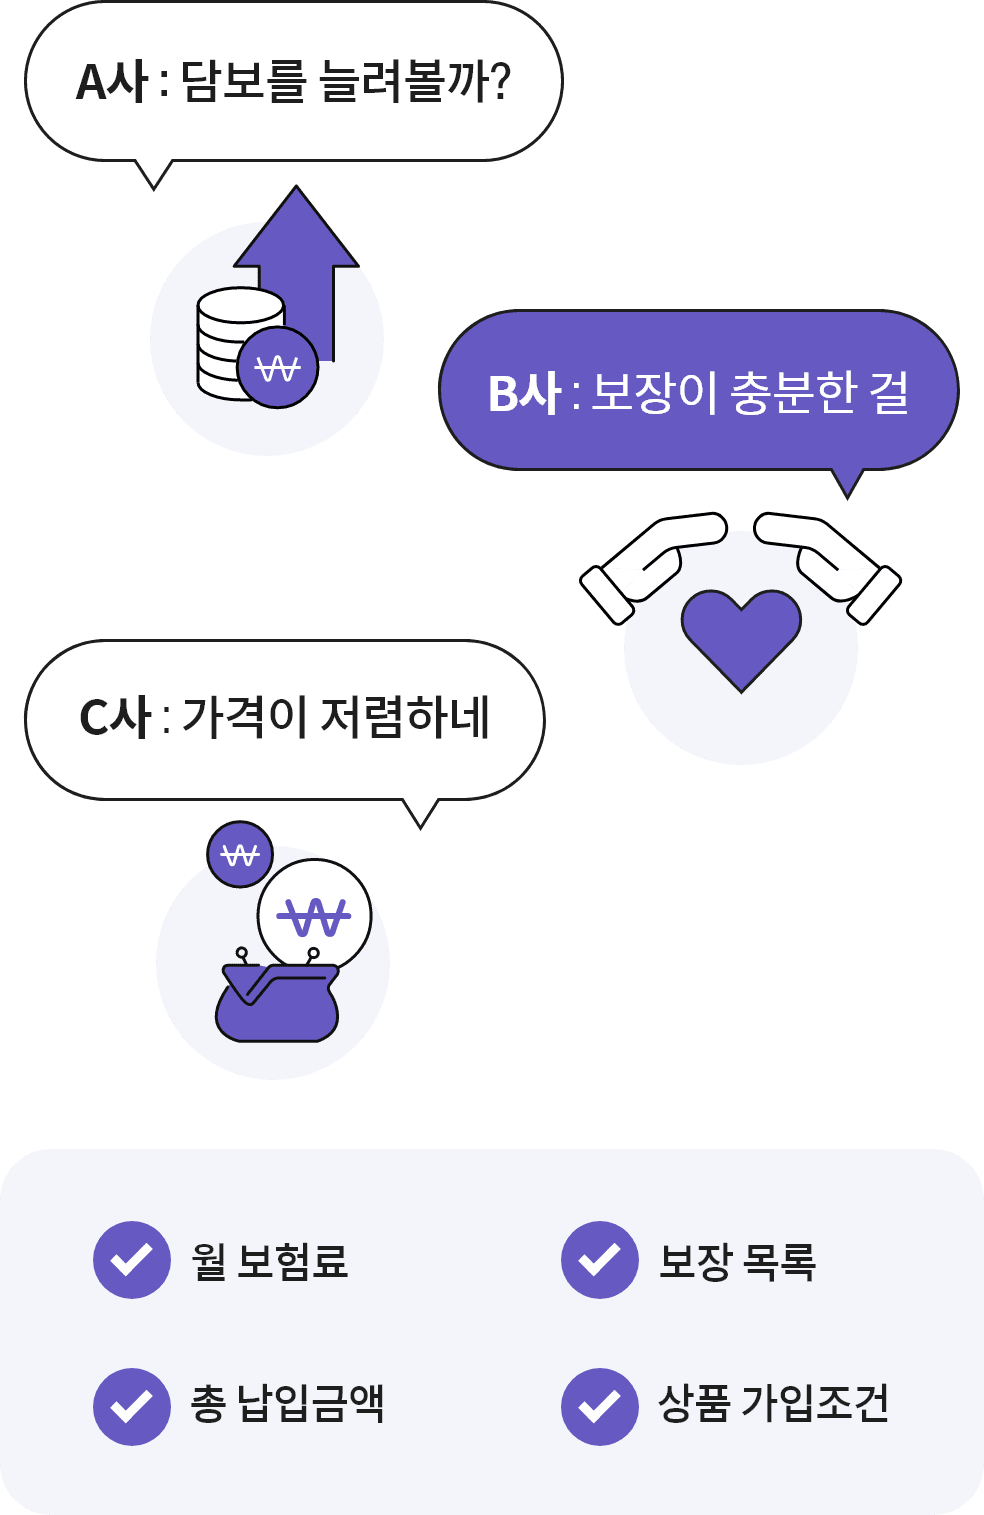 A사 : 담보를 늘려볼까?
₩
B사 : 보장이 충분한 걸
C사 : 가격이 저렴하네
₩
₩
월 보험료
보장 목록
총 납입금액
상품 가입조건